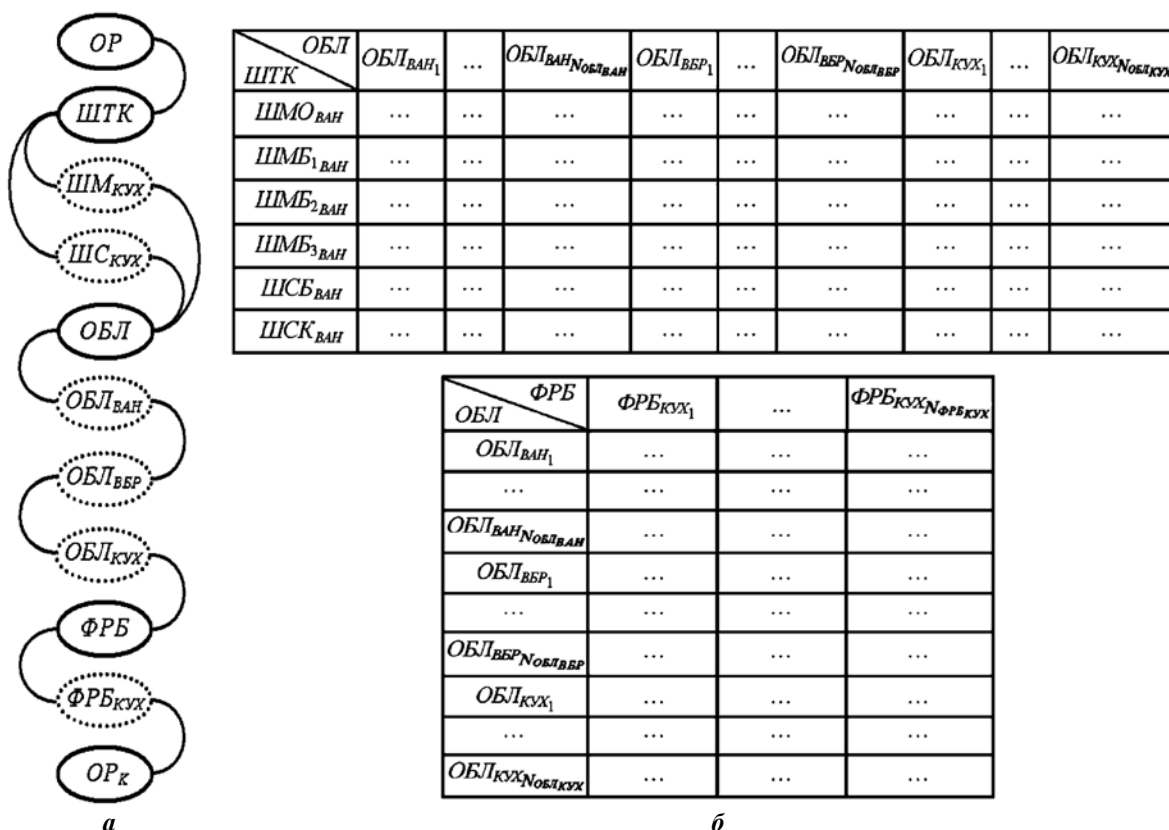 ОР
ШТК
ШМКУХ
ШСКУХ
ОБЛ
ОБЛВАН
ОБЛВБР
ОБЛКУХ
ФРБ
ФРБКУХ
ОРК
а
ОБЛ
ШТК ОБЛВАН1 ... ОБЛВАНNОБЛВАН ОБЛВБР1 ... ОБЛВБРNОБЛВБР ОБЛКУХ1 ... ОБЛКУХNОБЛКУХ
ШМОВАН ... ... ... ... ... ... ... ... ...
ШМБ1ВАН ... ... ... ... ... ... ... ... ...
ШМБ2ВАН ... ... ... ... ... ... ... ... ...
ШМБ3ВАН ... ... ... ... ... ... ... ... ...
ШСБВАН ... ... ... ... ... ... ... ... ...
ШСКВАН ... ... ... ... ... ... ... ... ...
ФРБ
ОБЛ ФРБКУХ1 ... ФРБКУХNФРБКУХ
ОБЛВАН1 ... ... ...
... ... ... ...
ОБЛВАНNОБЛВАН ... ... ...
ОБЛВБР1 ... ... ...
... ... ... ...
ОБЛВБРNОБЛВБР ... ... ...
ОБЛКУХ1 ... ... ...
... ... ... ...
ОБЛКУХNОБЛКУХ ... ... ...
б